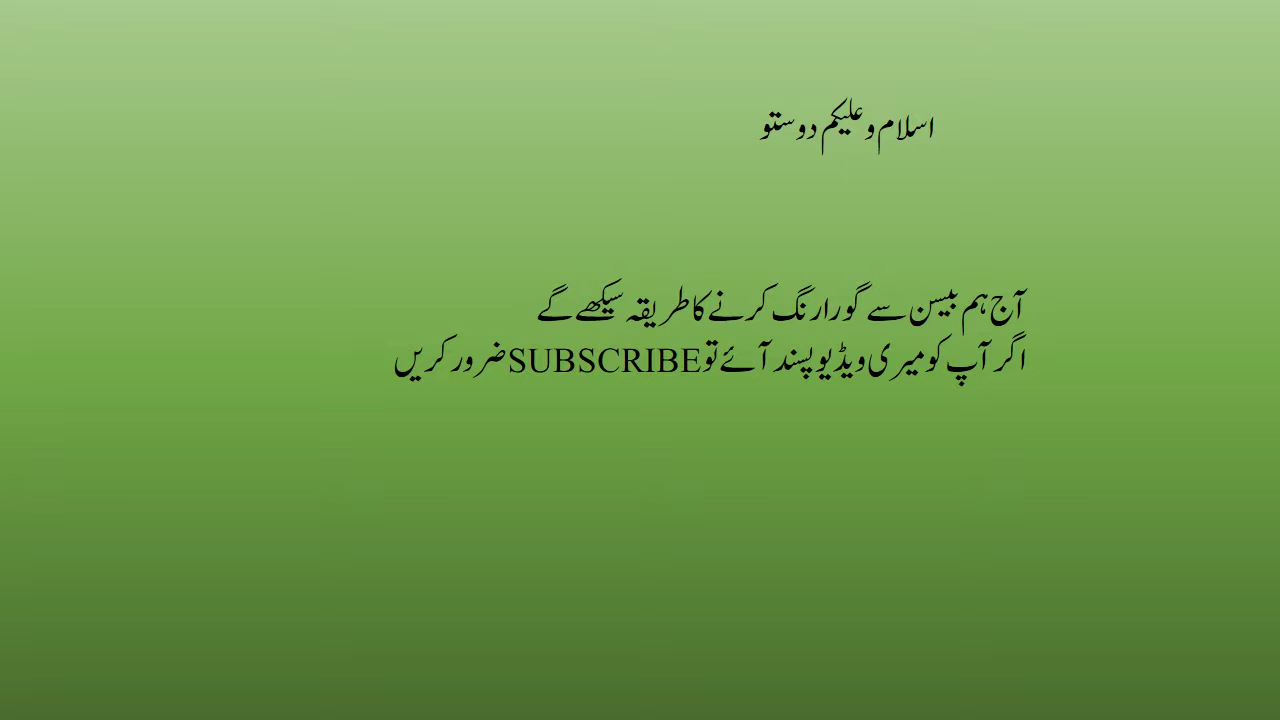 اسلام و علیکم دوستو
آج ہم بیسن سے گورا رنگ کرنے کا طریقہ سیکھے گے
اگر آپ کو میری ویڈیو پسند آئے تو SUBSCRIBE ضرور کریں